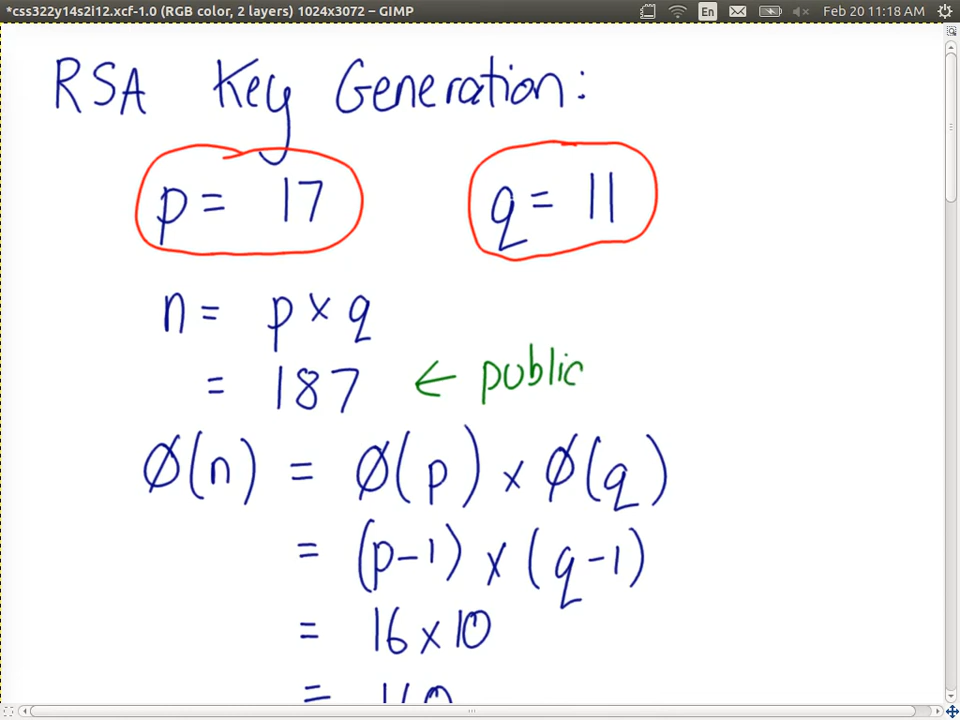 *css322y14s2i12.xcf-1.0 (RGB color, 2 layers) 1024x3072 – GIMP En Feb 20 11:18 AM
RSA Key Generation:
p = 17 q = 11
n = p × q
= 187 ← public
Ø(n) = Ø(p) × Ø(q)
= (p-1) × (q-1)
= 16 × 10
=